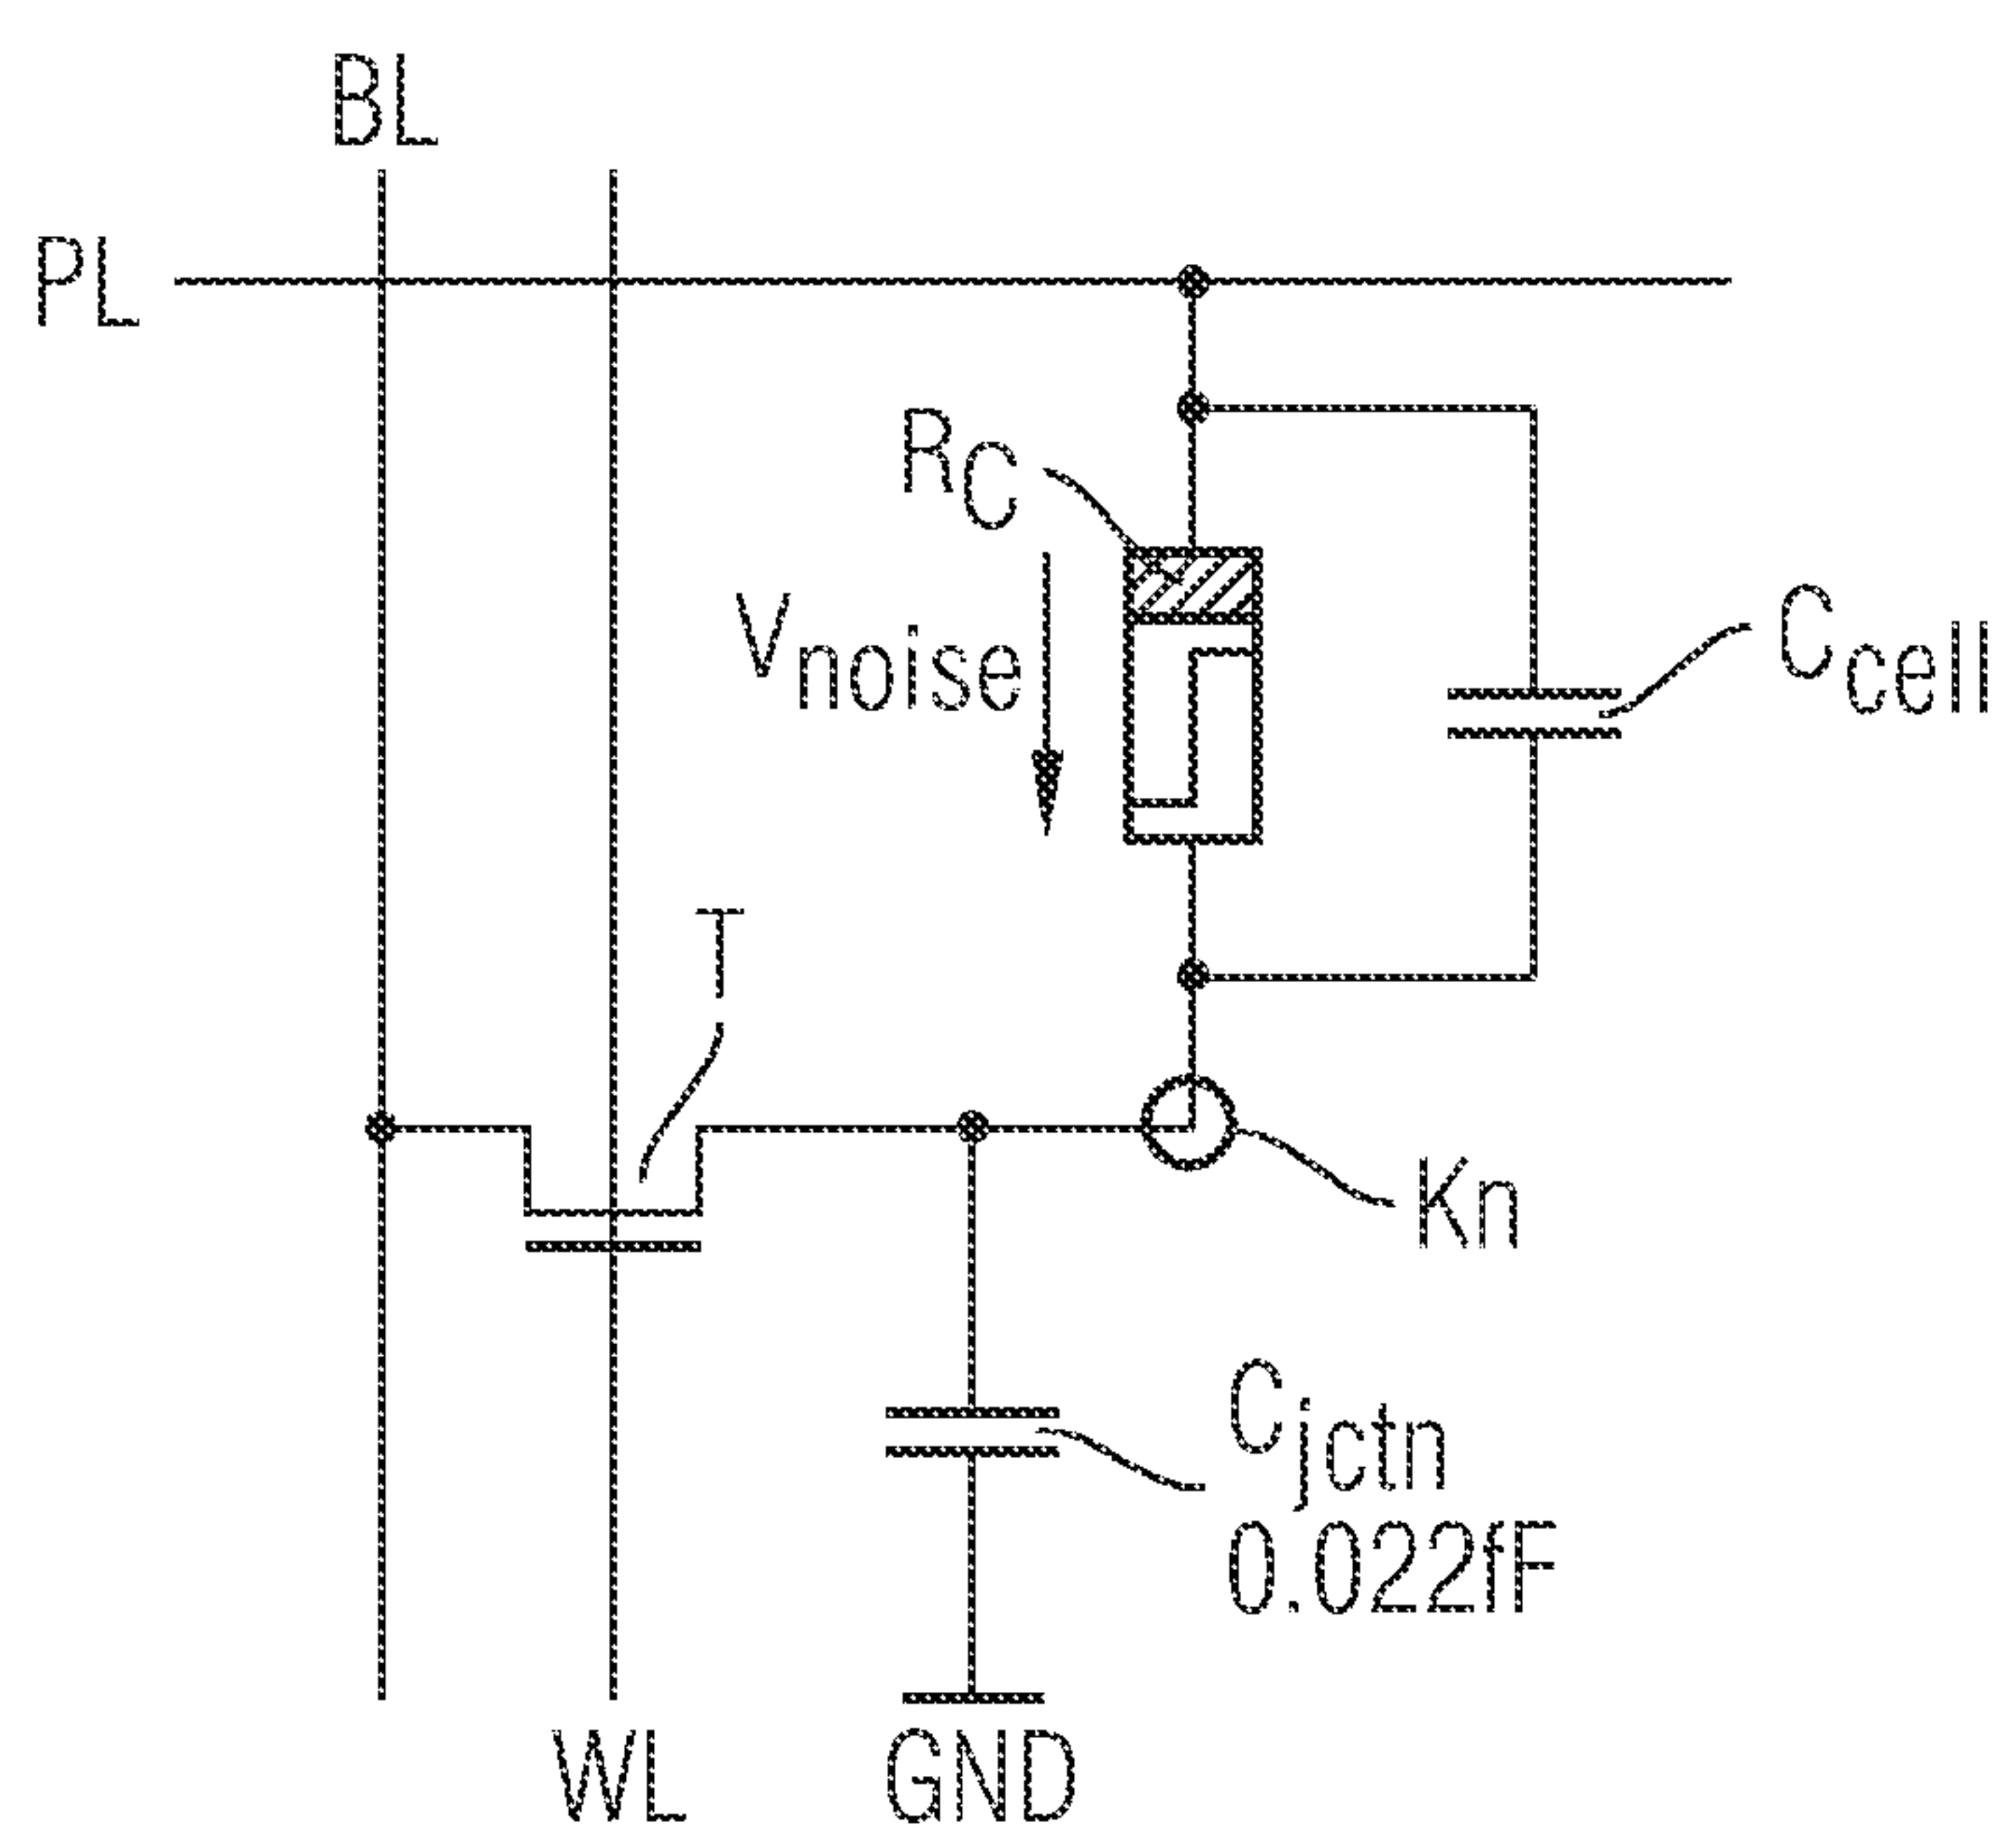 BL
PL
RC
Vnoise
Ccell
T
Kn
Cjctn
0.022fF
WL
GND